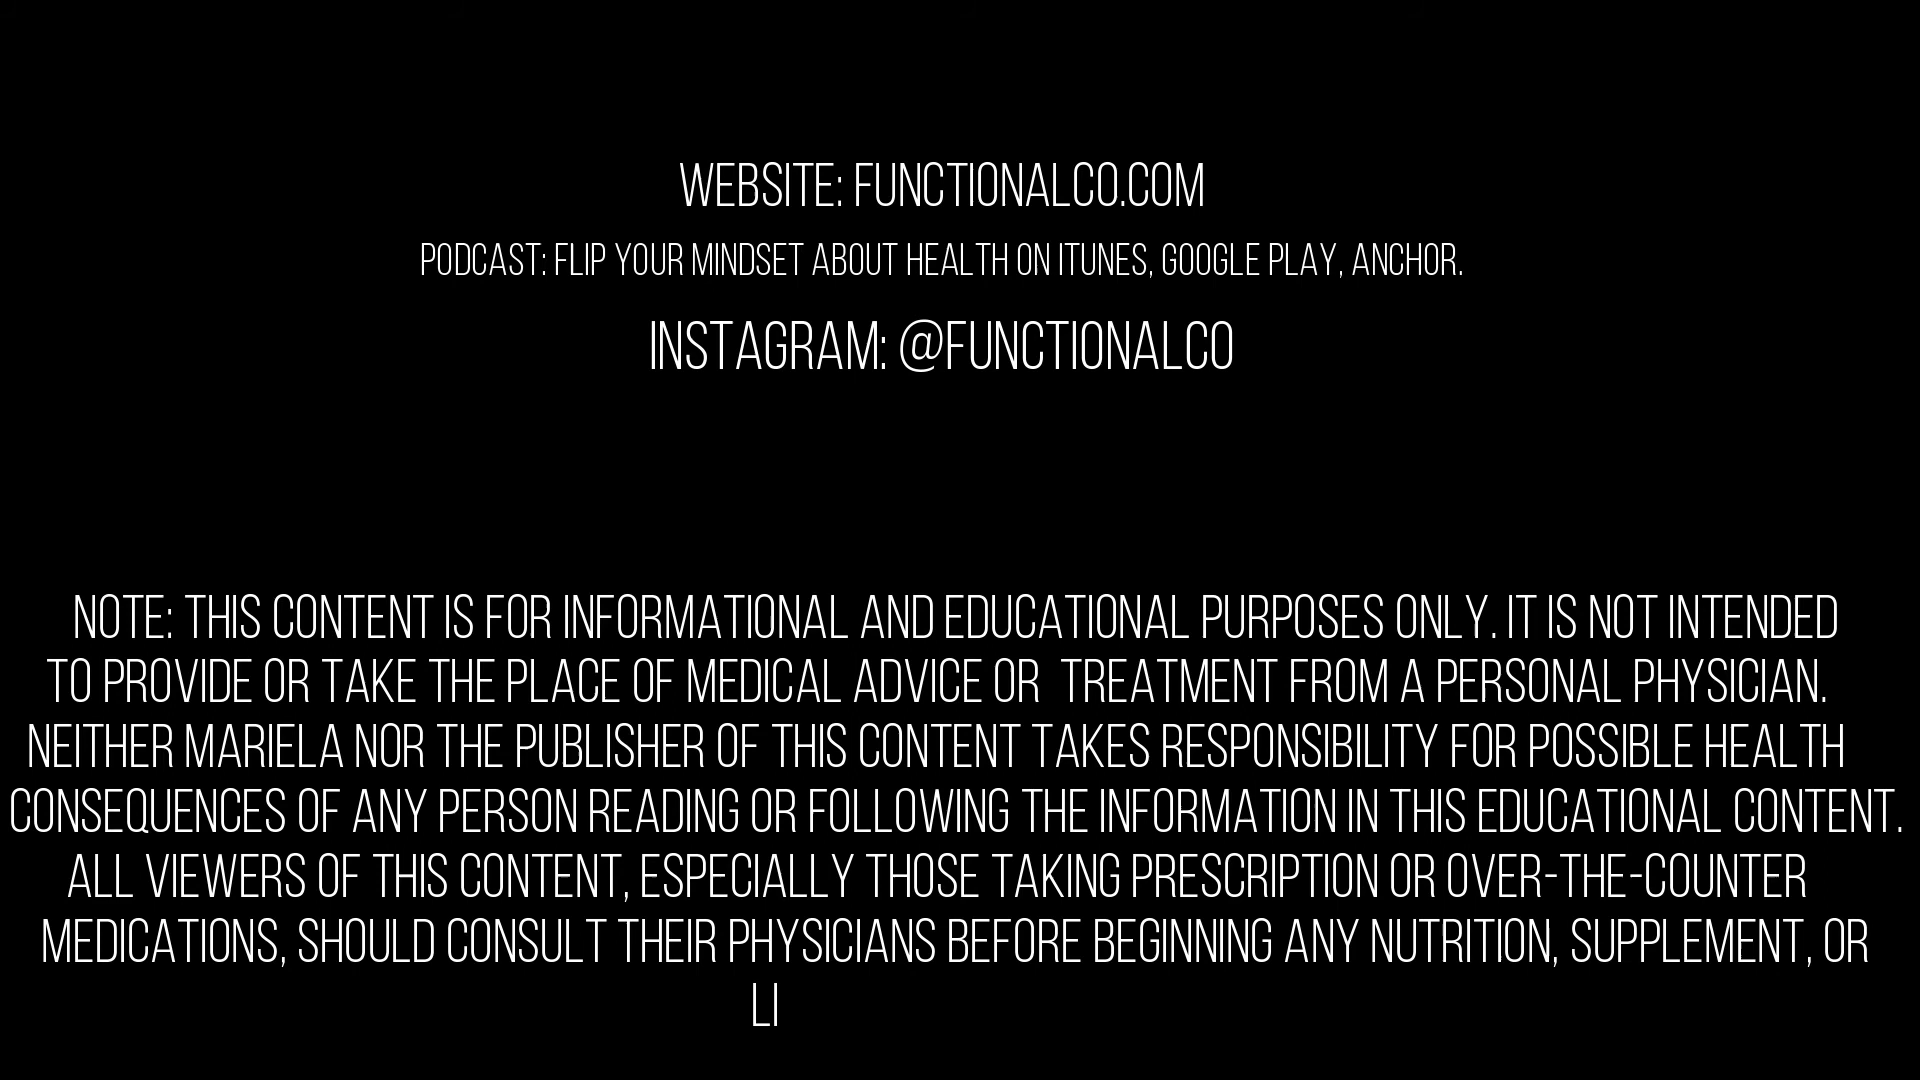 WEBSITE: FUNCTIONALCO.COM
PODCAST: FLIP YOUR MINDSET ABOUT HEALTH ON ITUNES, GOOGLE PLAY, ANCHOR.
INSTAGRAM: @FUNCTIONALCO
NOTE: THIS CONTENT IS FOR INFORMATIONAL AND EDUCATIONAL PURPOSES ONLY. IT IS NOT INTENDED
TO PROVIDE OR TAKE THE PLACE OF MEDICAL ADVICE OR TREATMENT FROM A PERSONAL PHYSICIAN.
NEITHER MARIELA NOR THE PUBLISHER OF THIS CONTENT TAKES RESPONSIBILITY FOR POSSIBLE HEALTH
CONSEQUENCES OF ANY PERSON READING OR FOLLOWING THE INFORMATION IN THIS EDUCATIONAL CONTENT.
ALL VIEWERS OF THIS CONTENT, ESPECIALLY THOSE TAKING PRESCRIPTION OR OVER-THE-COUNTER
MEDICATIONS, SHOULD CONSULT THEIR PHYSICIANS BEFORE BEGINNING ANY NUTRITION, SUPPLEMENT, OR
LI